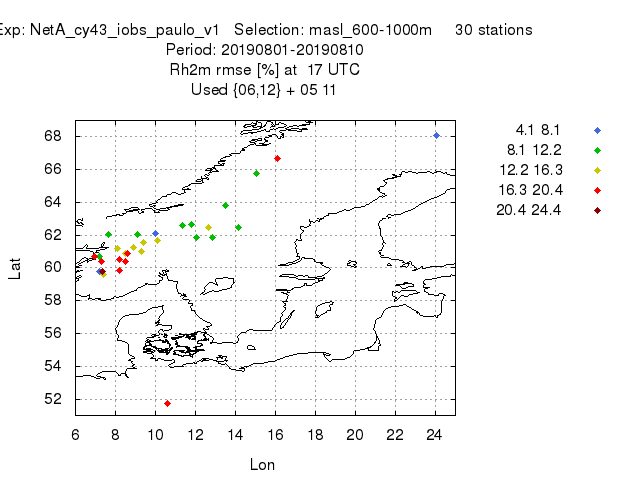 Exp: NetA_cy43_iobs_paulo_v1 Selection: masl_600-1000m 30 stations
Period: 20190801-20190810
Rh2m rmse [%] at 17 UTC
Used {06,12} + 05 11
4.1 8.1
8.1 12.2
12.2 16.3
16.3 20.4
20.4 24.4
68
66
64
62
60
58
56
54
52
Lat
6 8 10 12 14 16 18 20 22 24
Lon